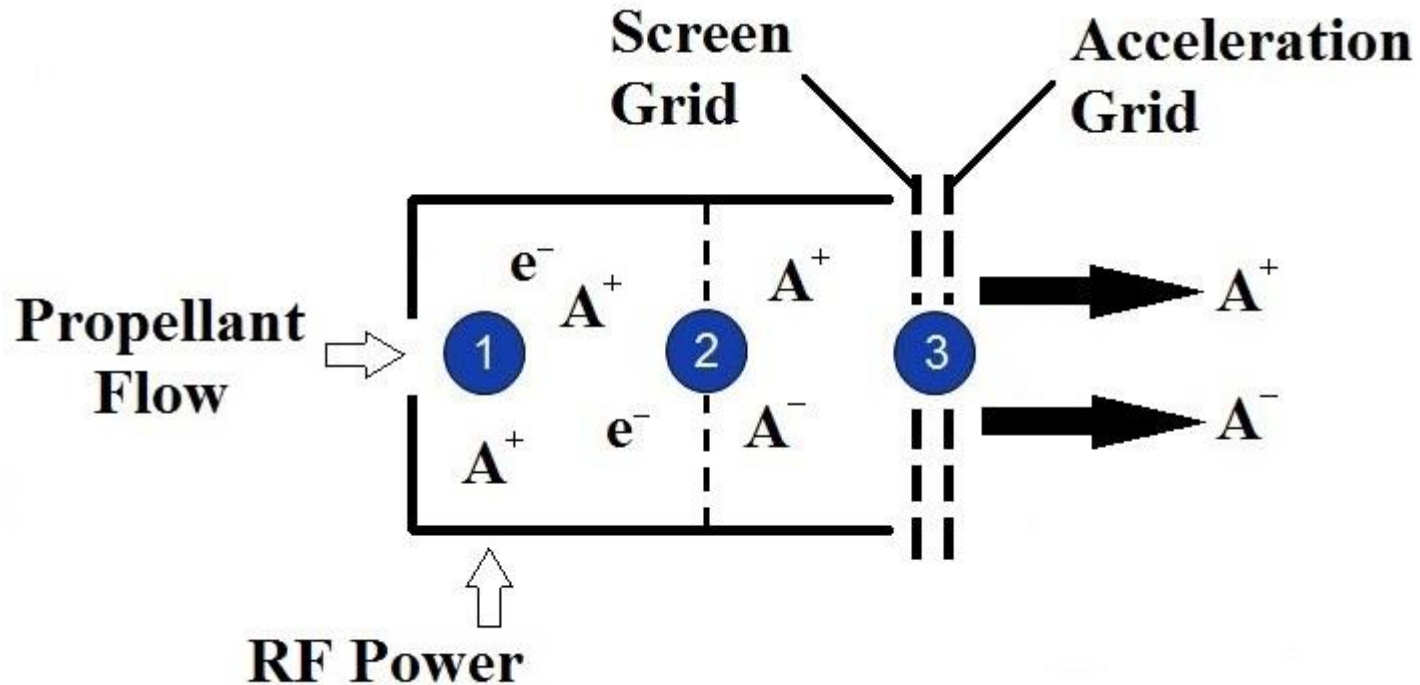 Screen
Grid
Acceleration
Grid
Propellant
Flow
e⁻
A⁺
A⁺
1
2
3
e⁻
A⁻
A⁺
A⁺
A⁻
RF Power